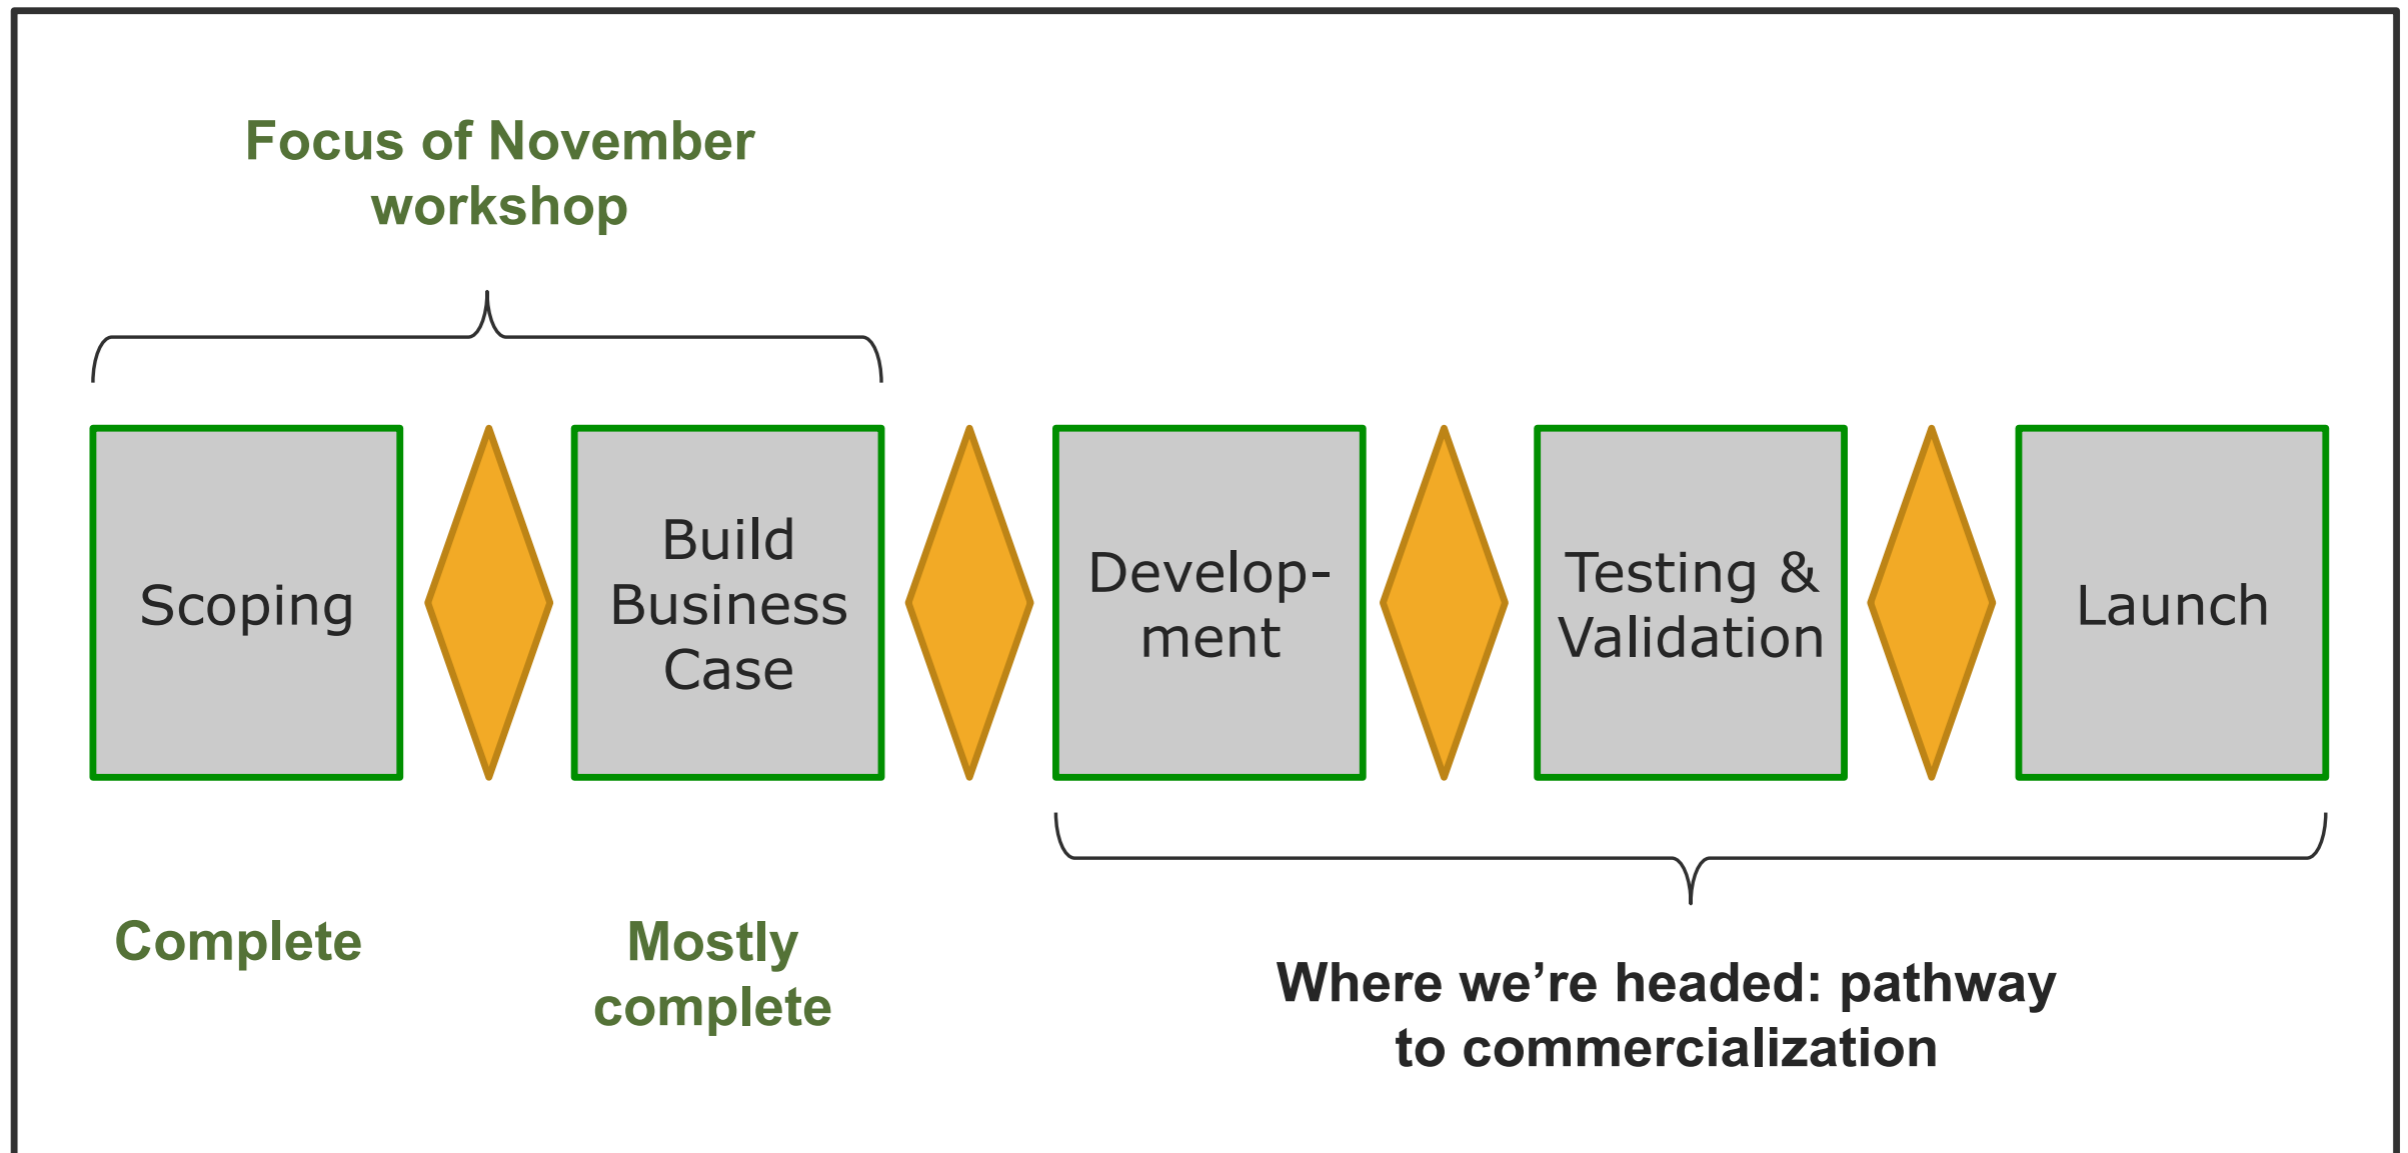 Focus of November
workshop
Scoping
Build
Business
Case
Develop-
ment
Testing &
Validation
Launch
Complete
Mostly
complete
Where we’re headed: pathway
to commercialization